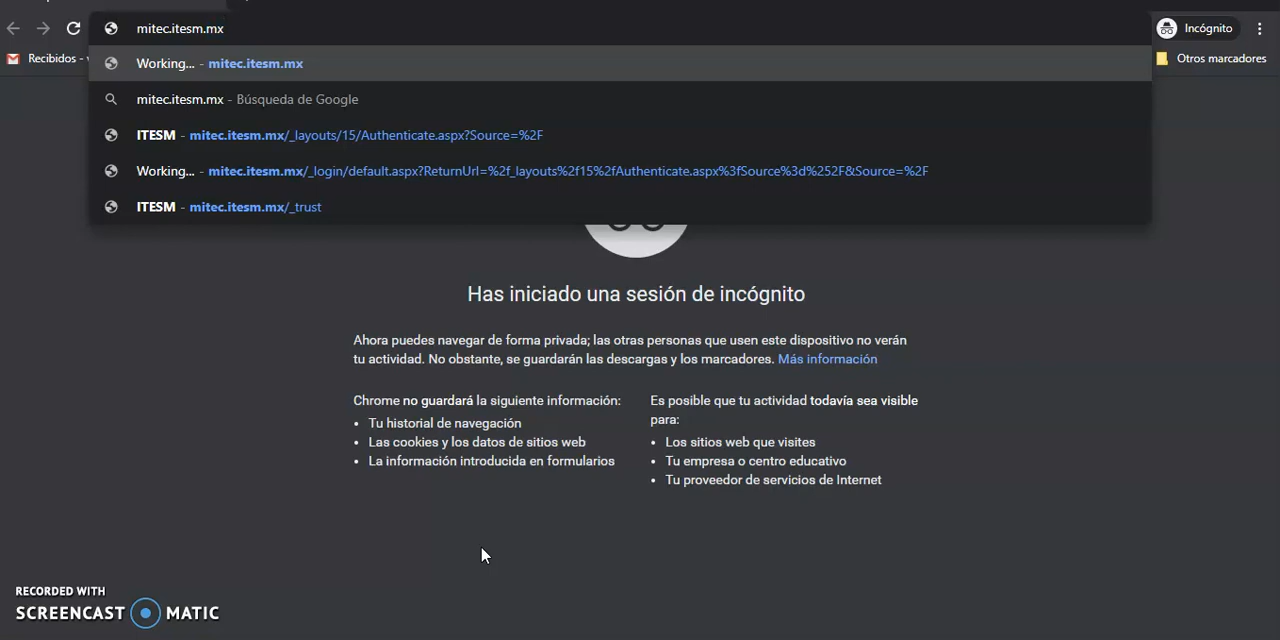 mitec.itesm.mx
Incógnito
Recibidos -
Otros marcadores
Working... - mitec.itesm.mx
mitec.itesm.mx - Búsqueda de Google
ITESM - mitec.itesm.mx/_layouts/15/Authenticate.aspx?Source=%2F
Working... - mitec.itesm.mx/_login/default.aspx?ReturnUrl=%2f_layouts%2f15%2fAuthenticate.aspx%3fSource%3d%252F&Source=%2F
ITESM - mitec.itesm.mx/_trust
Has iniciado una sesión de incógnito
Ahora puedes navegar de forma privada; las otras personas que usen este dispositivo no verán
tu actividad. No obstante, se guardarán las descargas y los marcadores. Más información
Chrome no guardará la siguiente información:
• Tu historial de navegación
• Las cookies y los datos de sitios web
• La información introducida en formularios
Es posible que tu actividad todavía sea visible
para:
• Los sitios web que visites
• Tu empresa o centro educativo
• Tu proveedor de servicios de Internet
RECORDED WITH
SCREENCAST MATIC